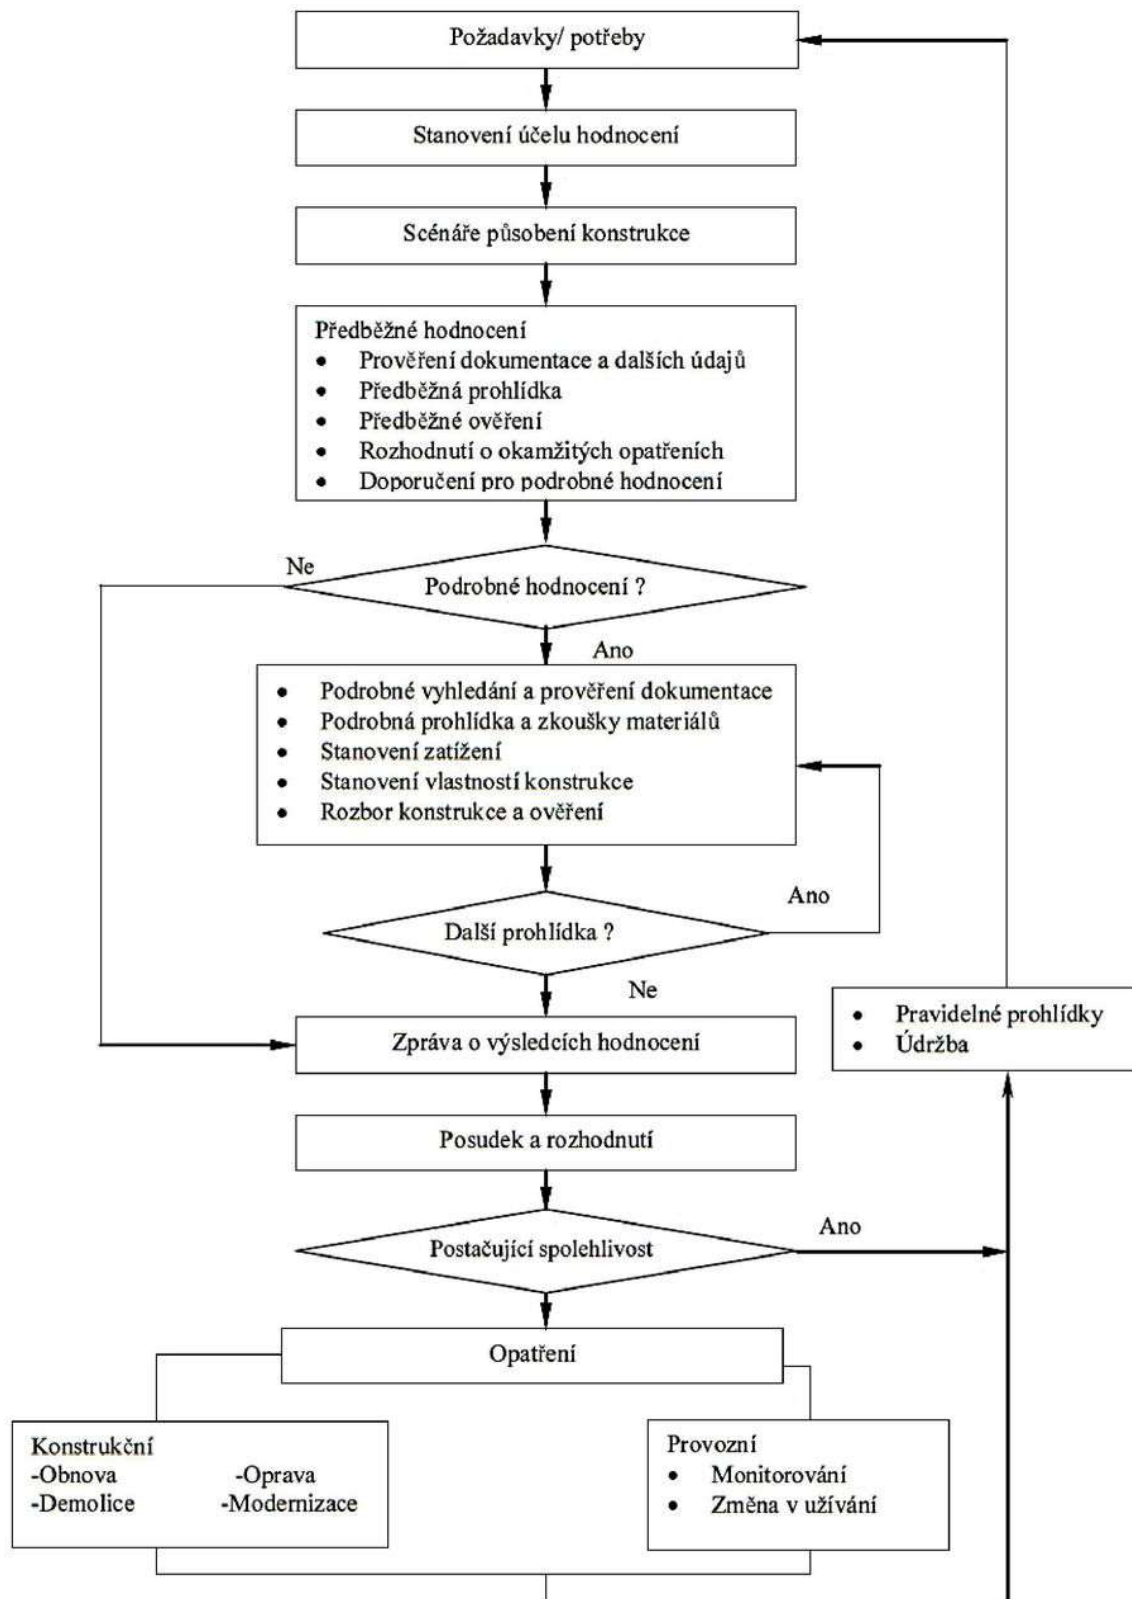 Požadavky/ potřeby
Stanovení účelu hodnocení
Scénáře působení konstrukce
Předběžné hodnocení
• Prověření dokumentace a dalších údajů
• Předběžná prohlídka
• Předběžné ověření
• Rozhodnutí o okamžitých opatřeních
• Doporučení pro podrobné hodnocení
Ne
Podrobné hodnocení ?
Ano
• Podrobné vyhledání a prověření dokumentace
• Podrobná prohlídka a zkoušky materiálů
• Stanovení zatížení
• Stanovení vlastností konstrukce
• Rozbor konstrukce a ověření
Ano
Další prohlídka ?
Ne
• Pravidelné prohlídky
• Údržba
Zpráva o výsledcích hodnocení
Posudek a rozhodnutí
Ano
Postačující spolehlivost
Opatření
Konstrukční
-Obnova -Oprava
-Demolice -Modernizace
Provozní
• Monitorování
• Změna v užívání